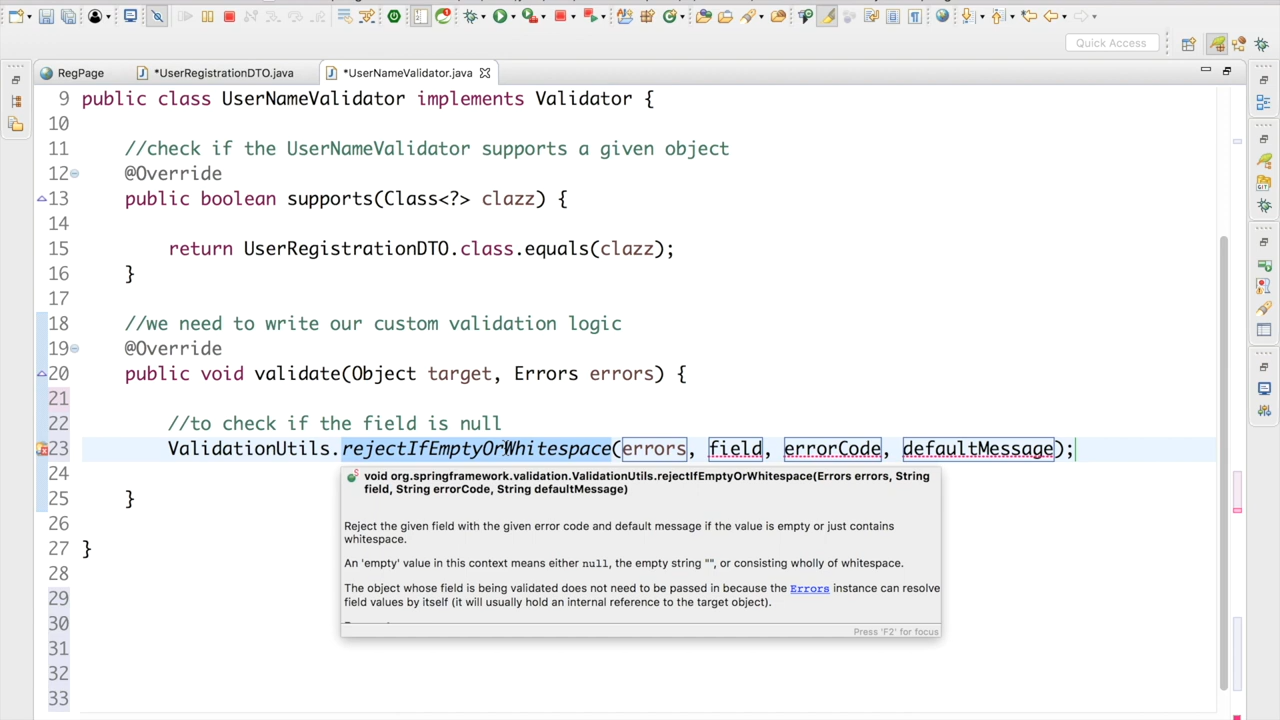 Quick Access
RegPage
*UserRegistrationDTO.java
*UserNameValidator.java
9 public class UserNameValidator implements Validator {
10
11 //check if the UserNameValidator supports a given object
12 @Override
13 public boolean supports(Class<?> clazz) {
14
15 return UserRegistrationDTO.class.equals(clazz);
16 }
17
18 //we need to write our custom validation logic
19 @Override
20 public void validate(Object target, Errors errors) {
21
22 //to check if the field is null
23 ValidationUtils.rejectIfEmptyOrWhitespace(errors, field, errorCode, defaultMessage);
24
25 }
26
27 }
28
29
30
31
32
33
void org.springframework.validation.ValidationUtils.rejectIfEmptyOrWhitespace(Errors errors, String
field, String errorCode, String defaultMessage)
Reject the given field with the given error code and default message if the value is empty or just contains
whitespace.
An 'empty' value in this context means either null, the empty string "", or consisting wholly of whitespace.
The object whose field is being validated does not need to be passed in because the Errors instance can resolve
field values by itself (it will usually hold an internal reference to the target object).
Press 'F2' for focus